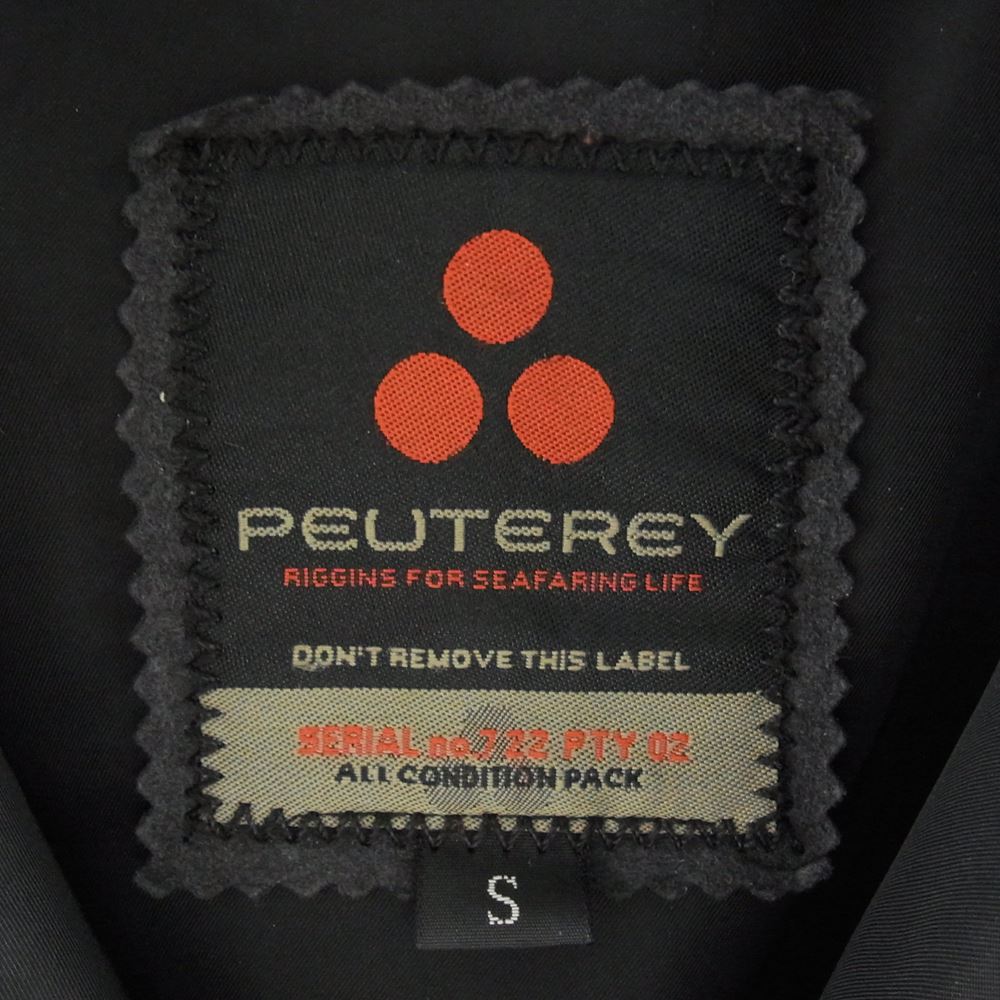 PEUTEREY
RIGGINS FOR SEAFARING LIFE
DON'T REMOVE THIS LABEL
SERIAL no.7 22 PTY 02
ALL CONDITION PACK
S